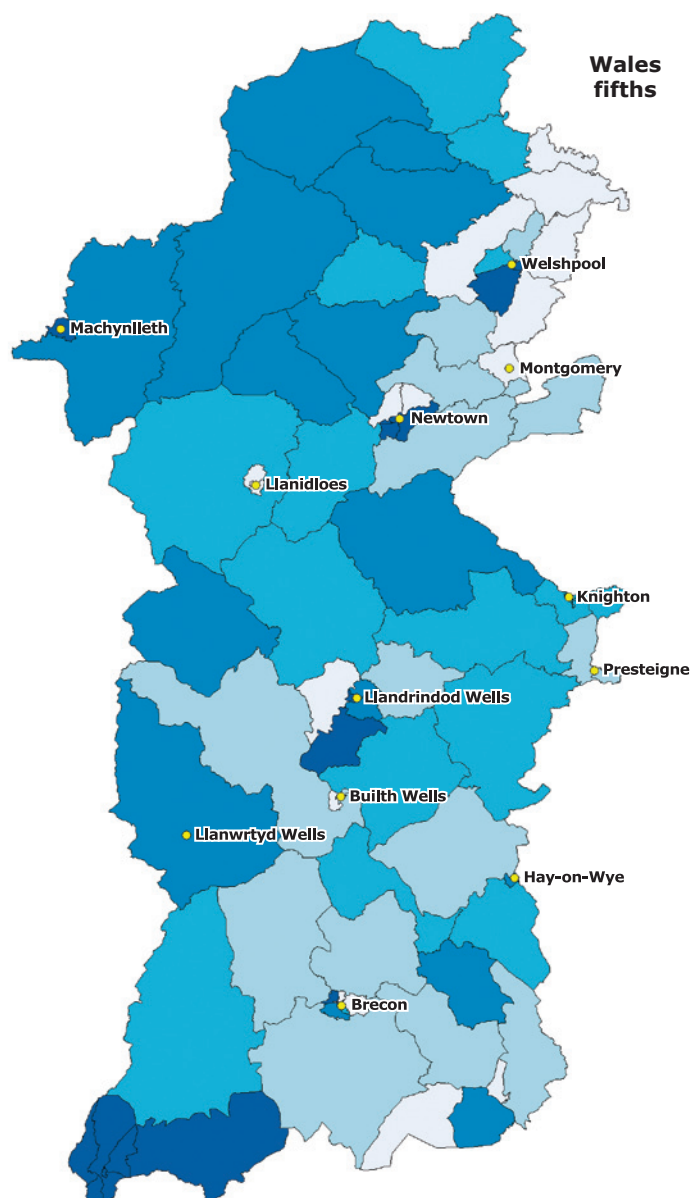 Wales
fifths
Welshpool
Machynlleth
Montgomery
Newtown
Llanidloes
Knighton
Presteigne
Llandrindod Wells
Builth Wells
Llanwrtyd Wells
Hay-on-Wye
Brecon